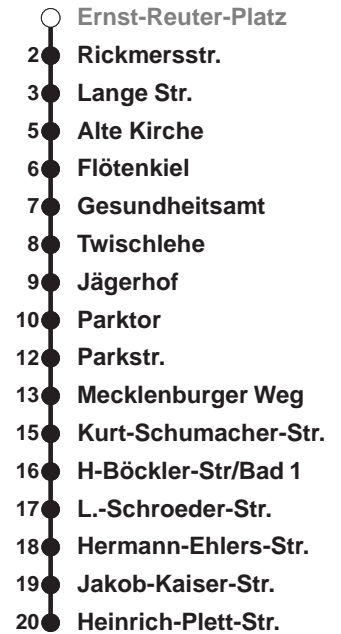 Ernst-Reuter-Platz
2 Rickmersstr.
3 Lange Str.
5 Alte Kirche
6 Flötenkiel
7 Gesundheitsamt
8 Twischlehe
9 Jägerhof
10 Parktor
12 Parkstr.
13 Mecklenburger Weg
15 Kurt-Schumacher-Str.
16 H-Böckler-Str/Bad 1
17 L.-Schroeder-Str.
18 Hermann-Ehlers-Str.
19 Jakob-Kaiser-Str.
20 Heinrich-Plett-Str.